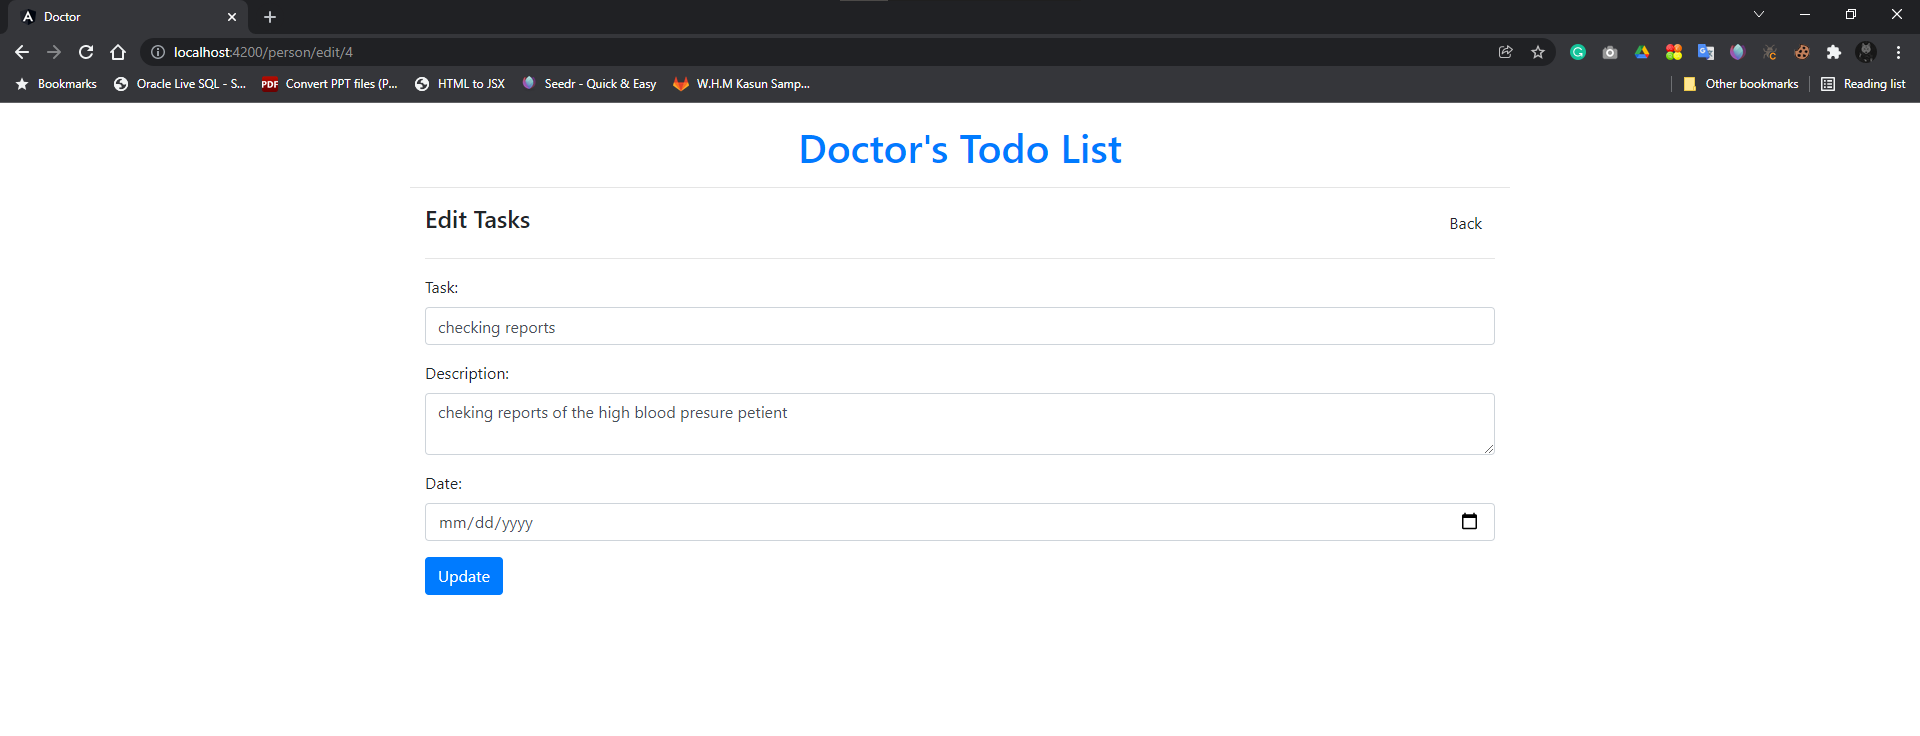 Doctor
localhost:4200/person/edit/4
Bookmarks
Oracle Live SQL - S...
PDF
Convert PPT files (P...
HTML to JSX
Seedr - Quick & Easy
W.H.M Kasun Samp...
Other bookmarks
Reading list
Doctor's Todo List
Edit Tasks
Back
Task:
checking reports
Description:
cheking reports of the high blood presure petient
Date:
mm/dd/yyyy
Update